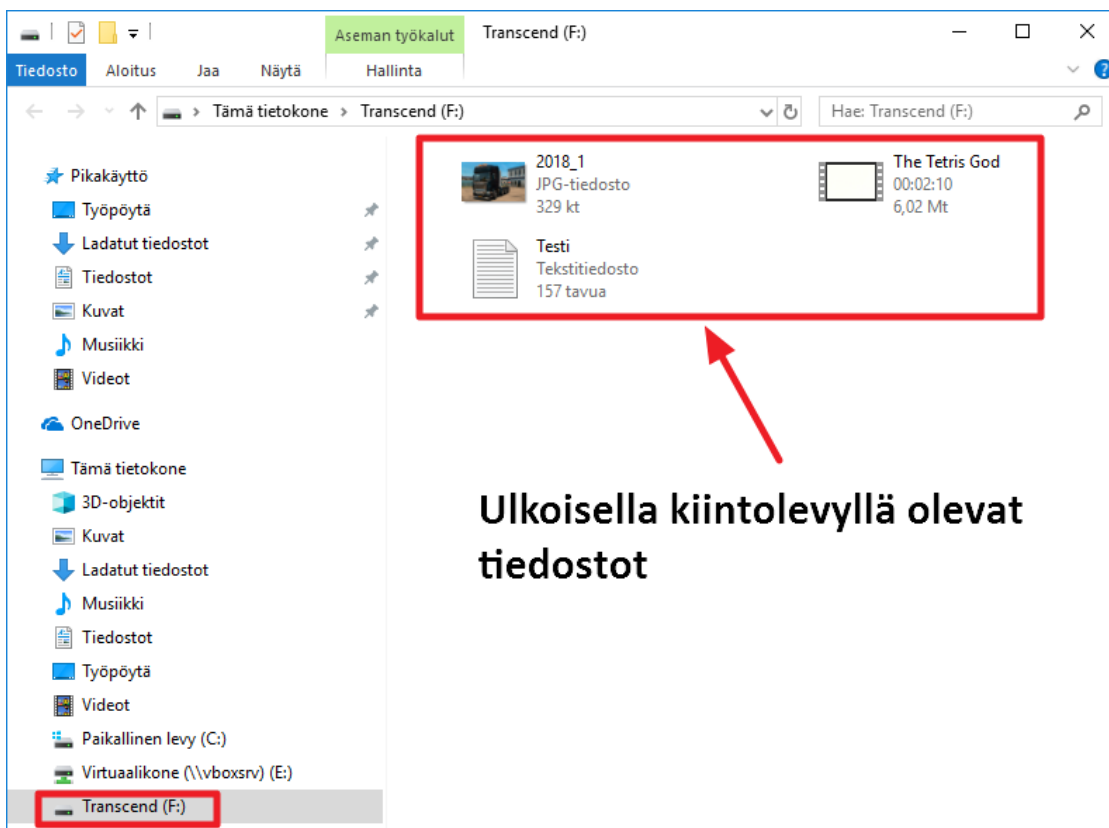 Aseman työkalut
Transcend (F:)
Tiedosto
Aloitus
Jaa
Näytä
Hallinta
Tämä tietokone
Transcend (F:)
Hae: Transcend (F:)
Pikakäyttö
Työpöytä
Ladatut tiedostot
Tiedostot
Kuvat
Musiikki
Videot
OneDrive
Tämä tietokone
3D-objektit
Kuvat
Ladatut tiedostot
Musiikki
Tiedostot
Työpöytä
Videot
Paikallinen levy (C:)
Virtuaalikone (\\vboxsrv) (E:)
Transcend (F:)
2018_1
JPG-tiedosto
329 kt
The Tetris God
00:02:10
6,02 Mt
Testi
Tekstitiedosto
157 tavua
Ulkoisella kiintolevyllä olevat
tiedostot